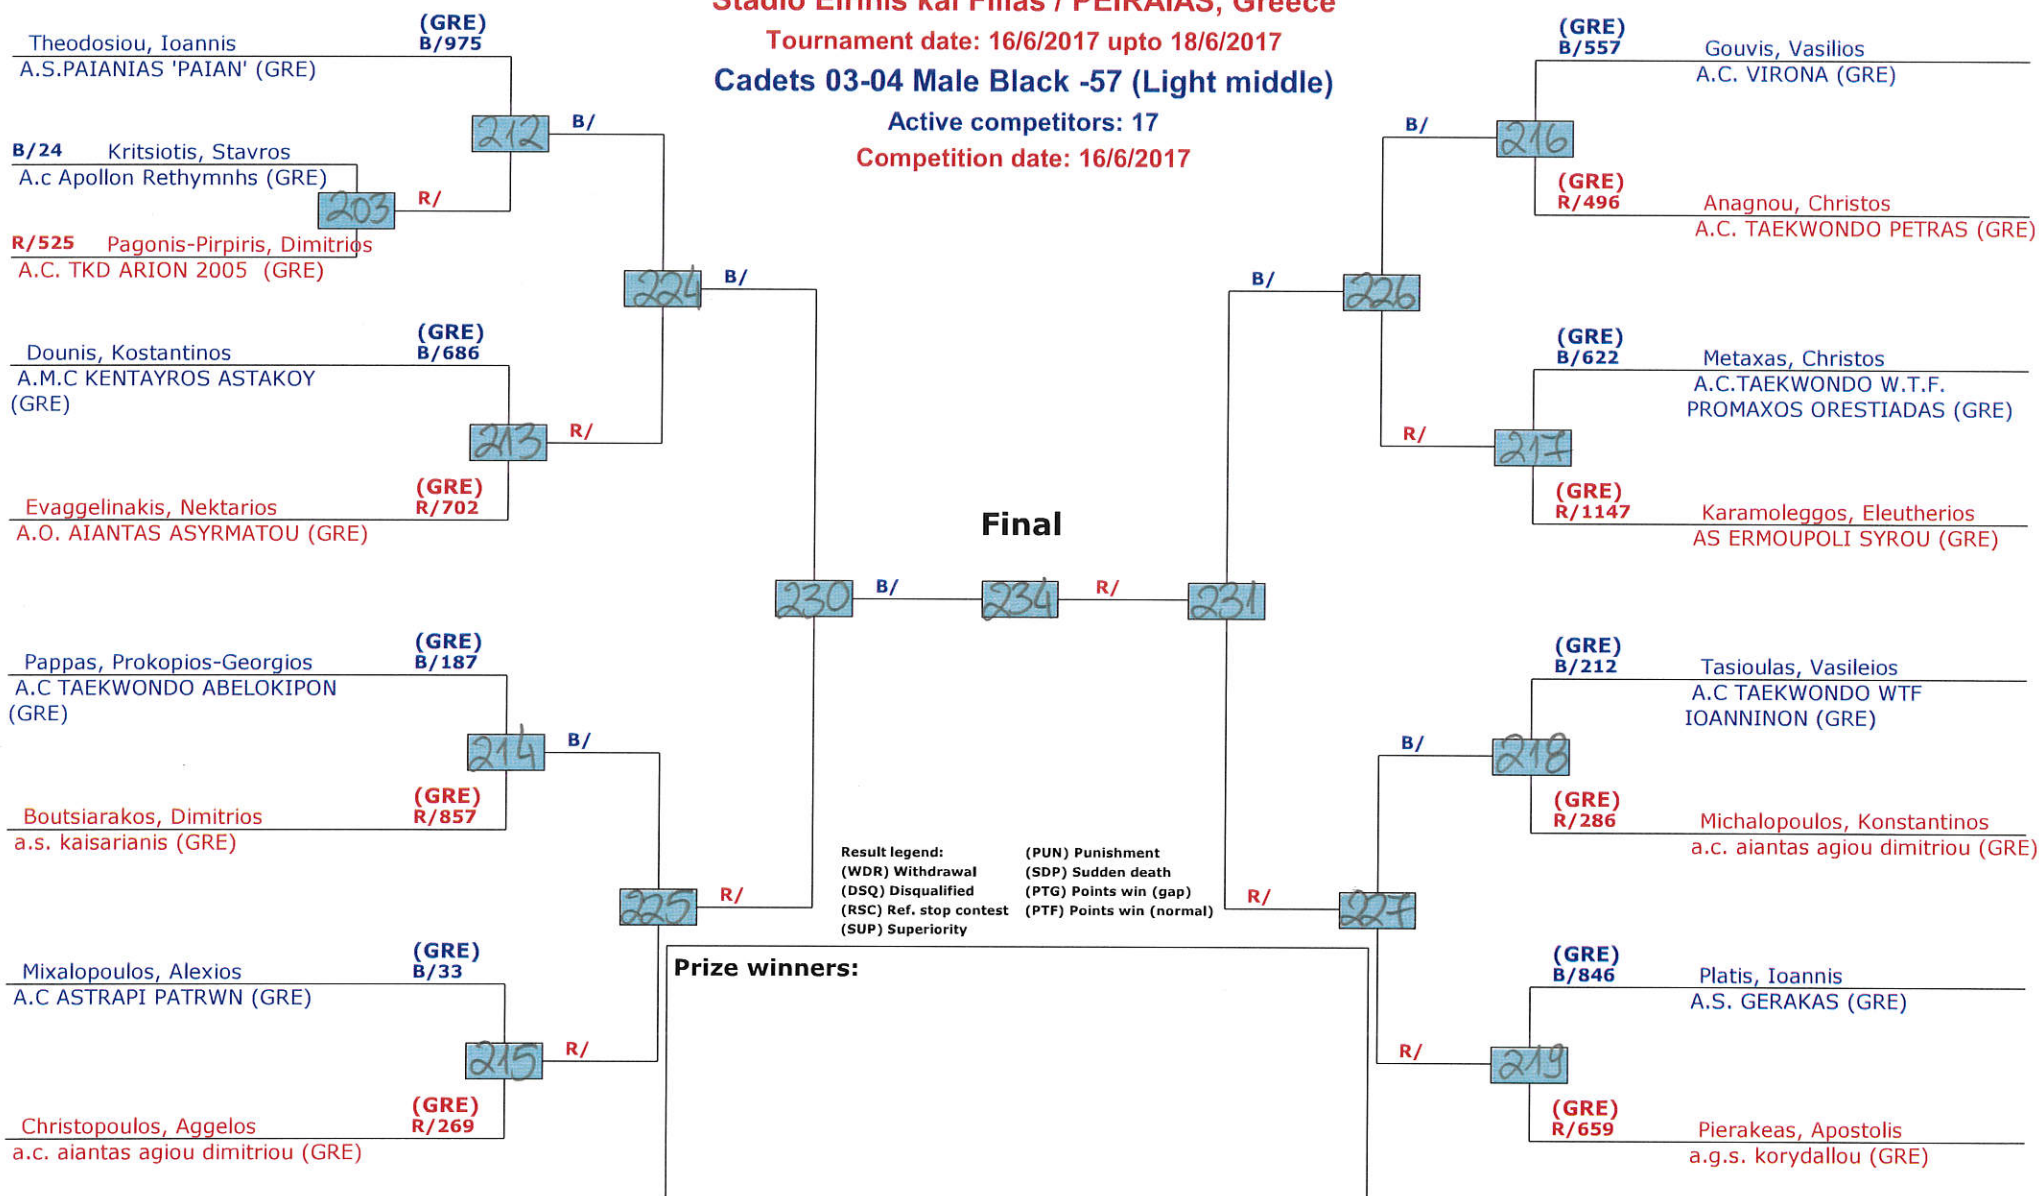 Stadio Eirinis kai Filias / PEIRAIAS, Greece
Tournament date: 16/6/2017 upto 18/6/2017
Cadets 03-04 Male Black -57 (Light middle)
Active competitors: 17
Competition date: 16/6/2017
(GRE)
Theodosiou, Ioannis B/975
A.S.PAIANIAS 'PAIAN' (GRE)
212 B/
B/24 Kritsiotis, Stavros
A.c Apollon Rethymnhs (GRE)
203 R/
R/525 Pagonis-Pirpiris, Dimitrios
A.C. TKD ARION 2005 (GRE)
224 B/
(GRE)
Dounis, Kostantinos B/686
A.M.C KENTAYROS ASTAKOY
(GRE)
213 R/
(GRE)
Evaggelinakis, Nektarios R/702
A.O. AIANTAS ASYRMATOU (GRE)
Final
230 B/ 234 R/ 231
(GRE)
Pappas, Prokopios-Georgios B/187
A.C TAEKWONDO ABELOKIPON
(GRE)
214 B/
(GRE)
Boutsiarakos, Dimitrios R/857
a.s. kaisarianis (GRE)
225 R/
(GRE)
Mixalopoulos, Alexios B/33
A.C ASTRAPI PATRWN (GRE)
215 R/
(GRE)
Christopoulos, Aggelos R/269
a.c. aiantas agiou dimitriou (GRE)
(GRE)
B/557 Gouvis, Vasilios
A.C. VIRONA (GRE)
B/ 216
(GRE)
R/496 Anagnou, Christos
A.C. TAEKWONDO PETRAS (GRE)
B/ 226
(GRE)
B/622 Metaxas, Christos
A.C.TAEKWONDO W.T.F.
PROMAXOS ORESTIADAS (GRE)
R/ 217
(GRE)
R/1147 Karamoleggos, Eleutherios
AS ERMOUPOLI SYROU (GRE)
(GRE)
B/212 Tasioulas, Vasileios
A.C TAEKWONDO WTF
IOANNINON (GRE)
B/ 218
(GRE)
R/286 Michalopoulos, Konstantinos
a.c. aiantas agiou dimitriou (GRE)
R/ 227
(GRE)
B/846 Platis, Ioannis
A.S. GERAKAS (GRE)
R/ 219
(GRE)
R/659 Pierakeas, Apostolis
a.g.s. korydallou (GRE)
Result legend: (PUN) Punishment
(WDR) Withdrawal (SDP) Sudden death
(DSQ) Disqualified (PTG) Points win (gap)
(RSC) Ref. stop contest (PTF) Points win (normal)
(SUP) Superiority
Prize winners: